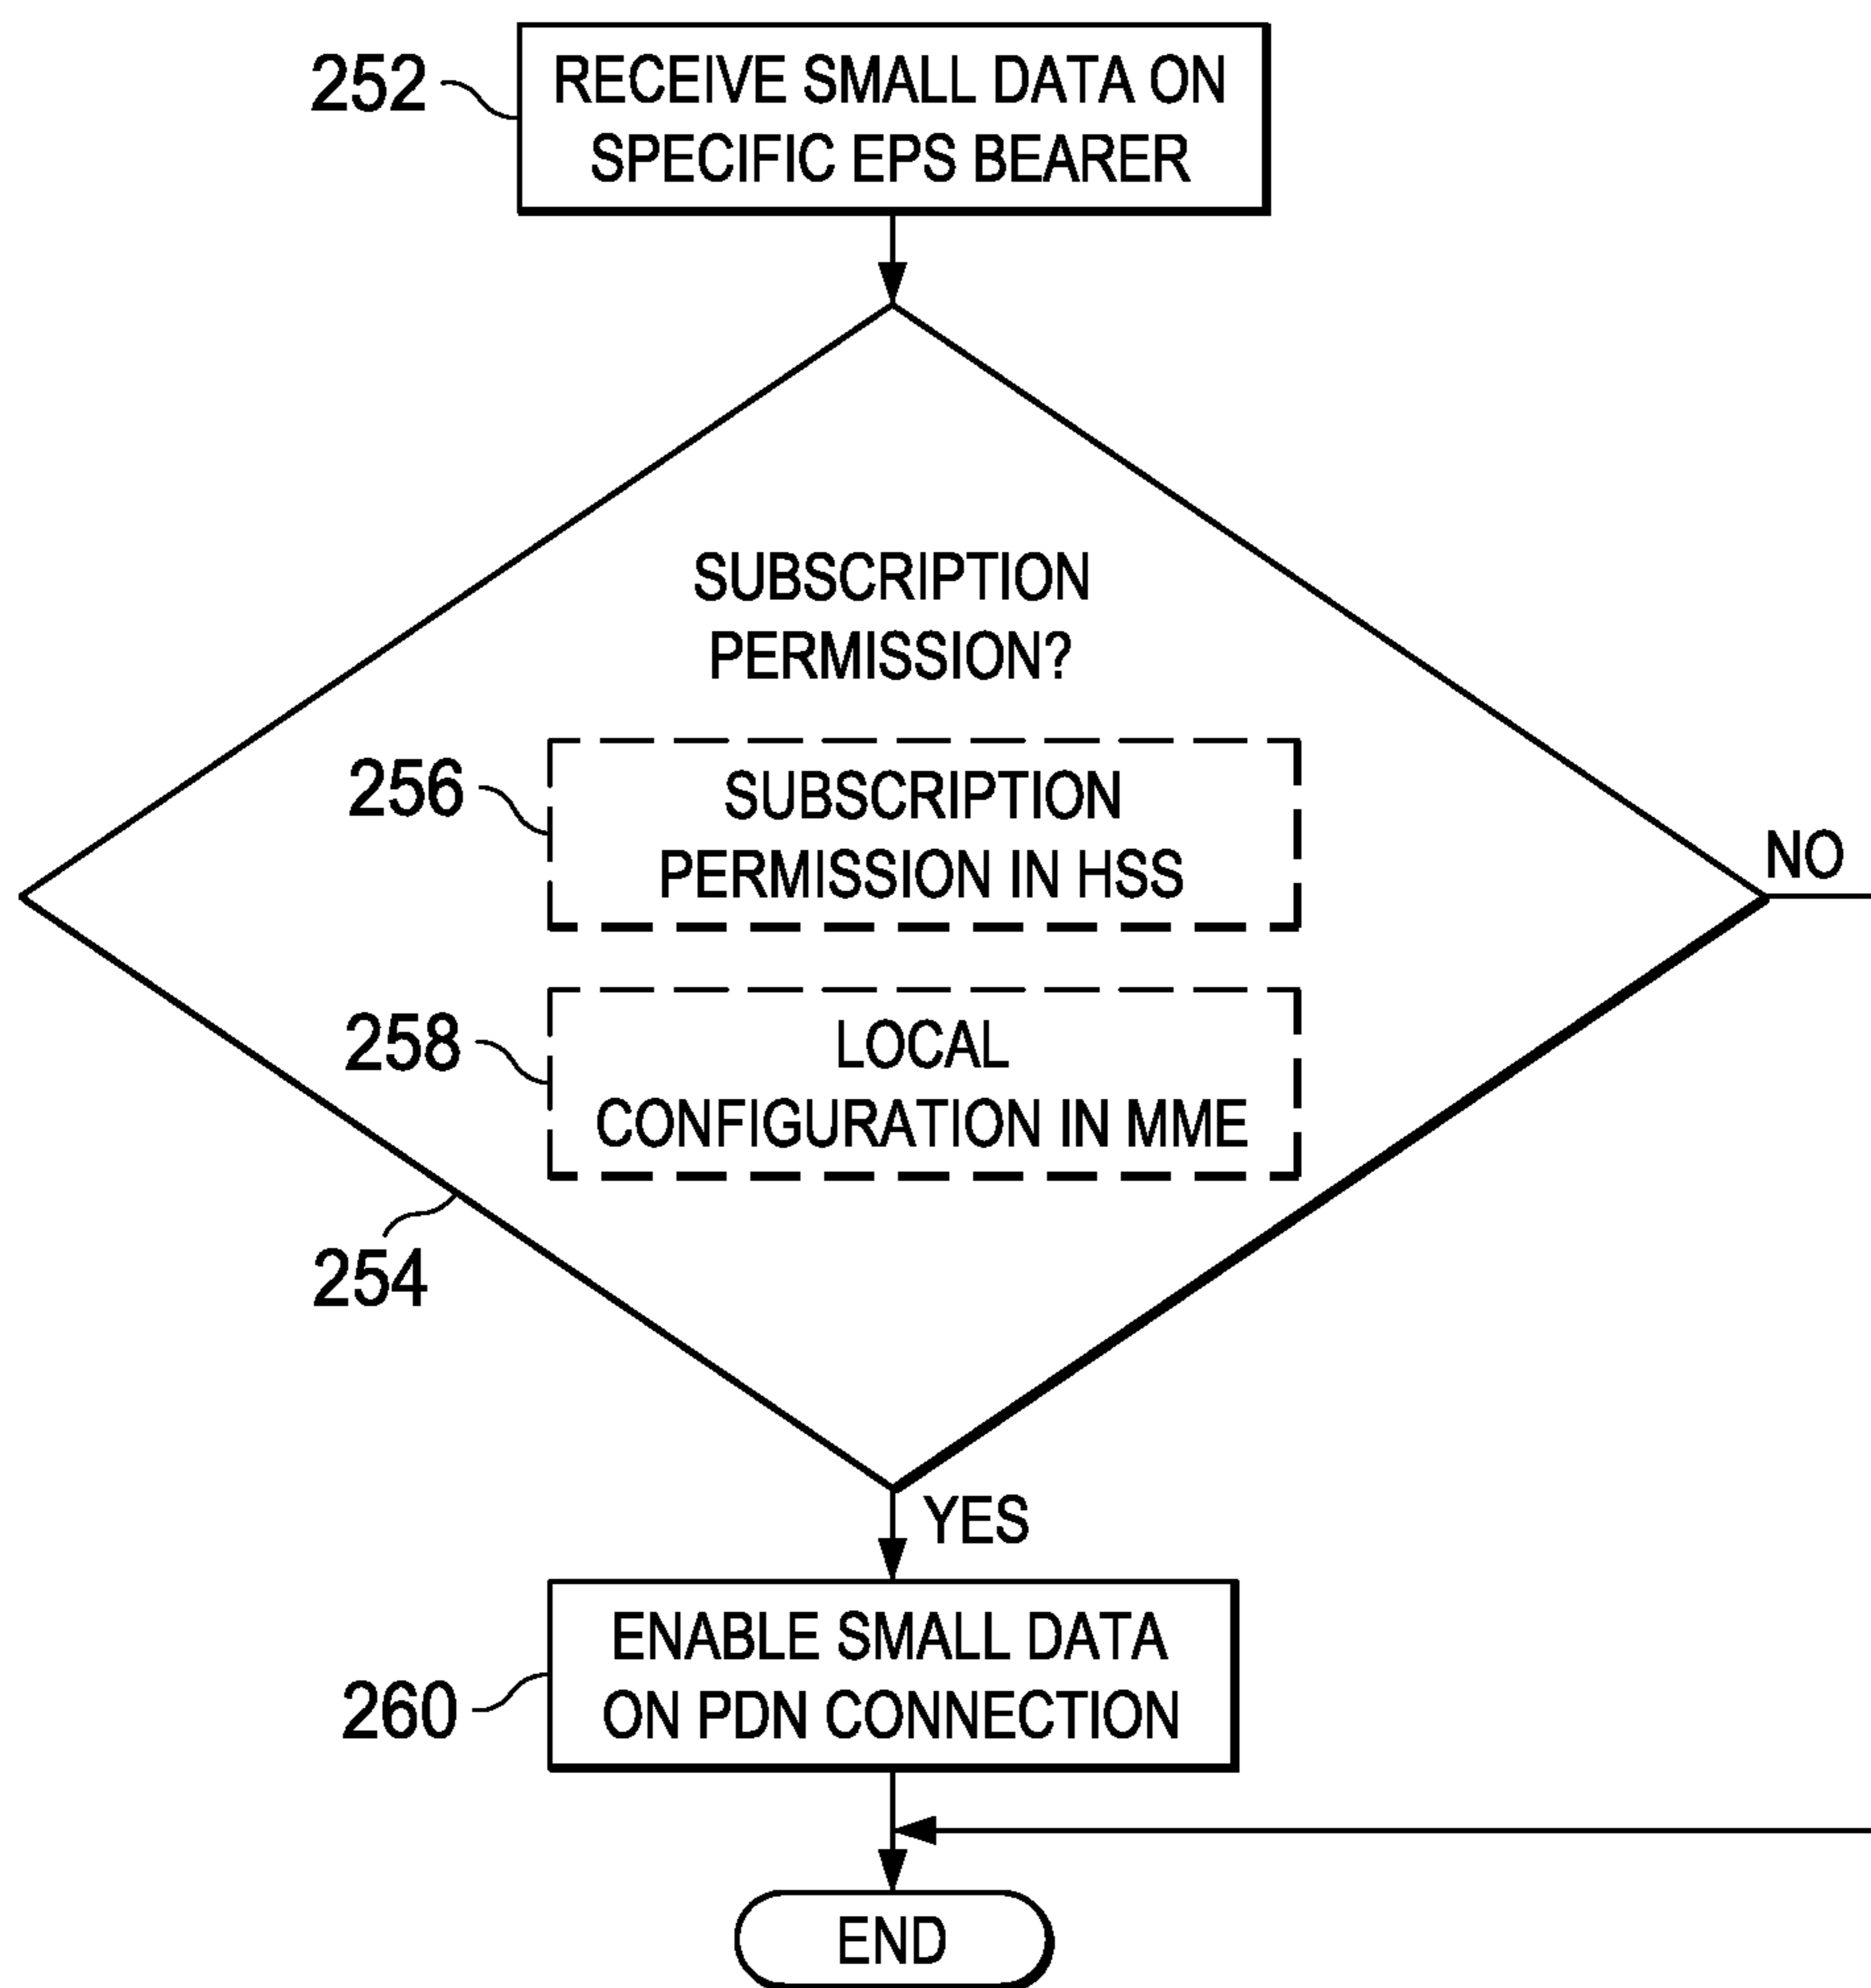 252
RECEIVE SMALL DATA ON
SPECIFIC EPS BEARER
SUBSCRIPTION
PERMISSION?
256
SUBSCRIPTION
PERMISSION IN HSS
NO
258
LOCAL
CONFIGURATION IN MME
254
YES
260
ENABLE SMALL DATA
ON PDN CONNECTION
END